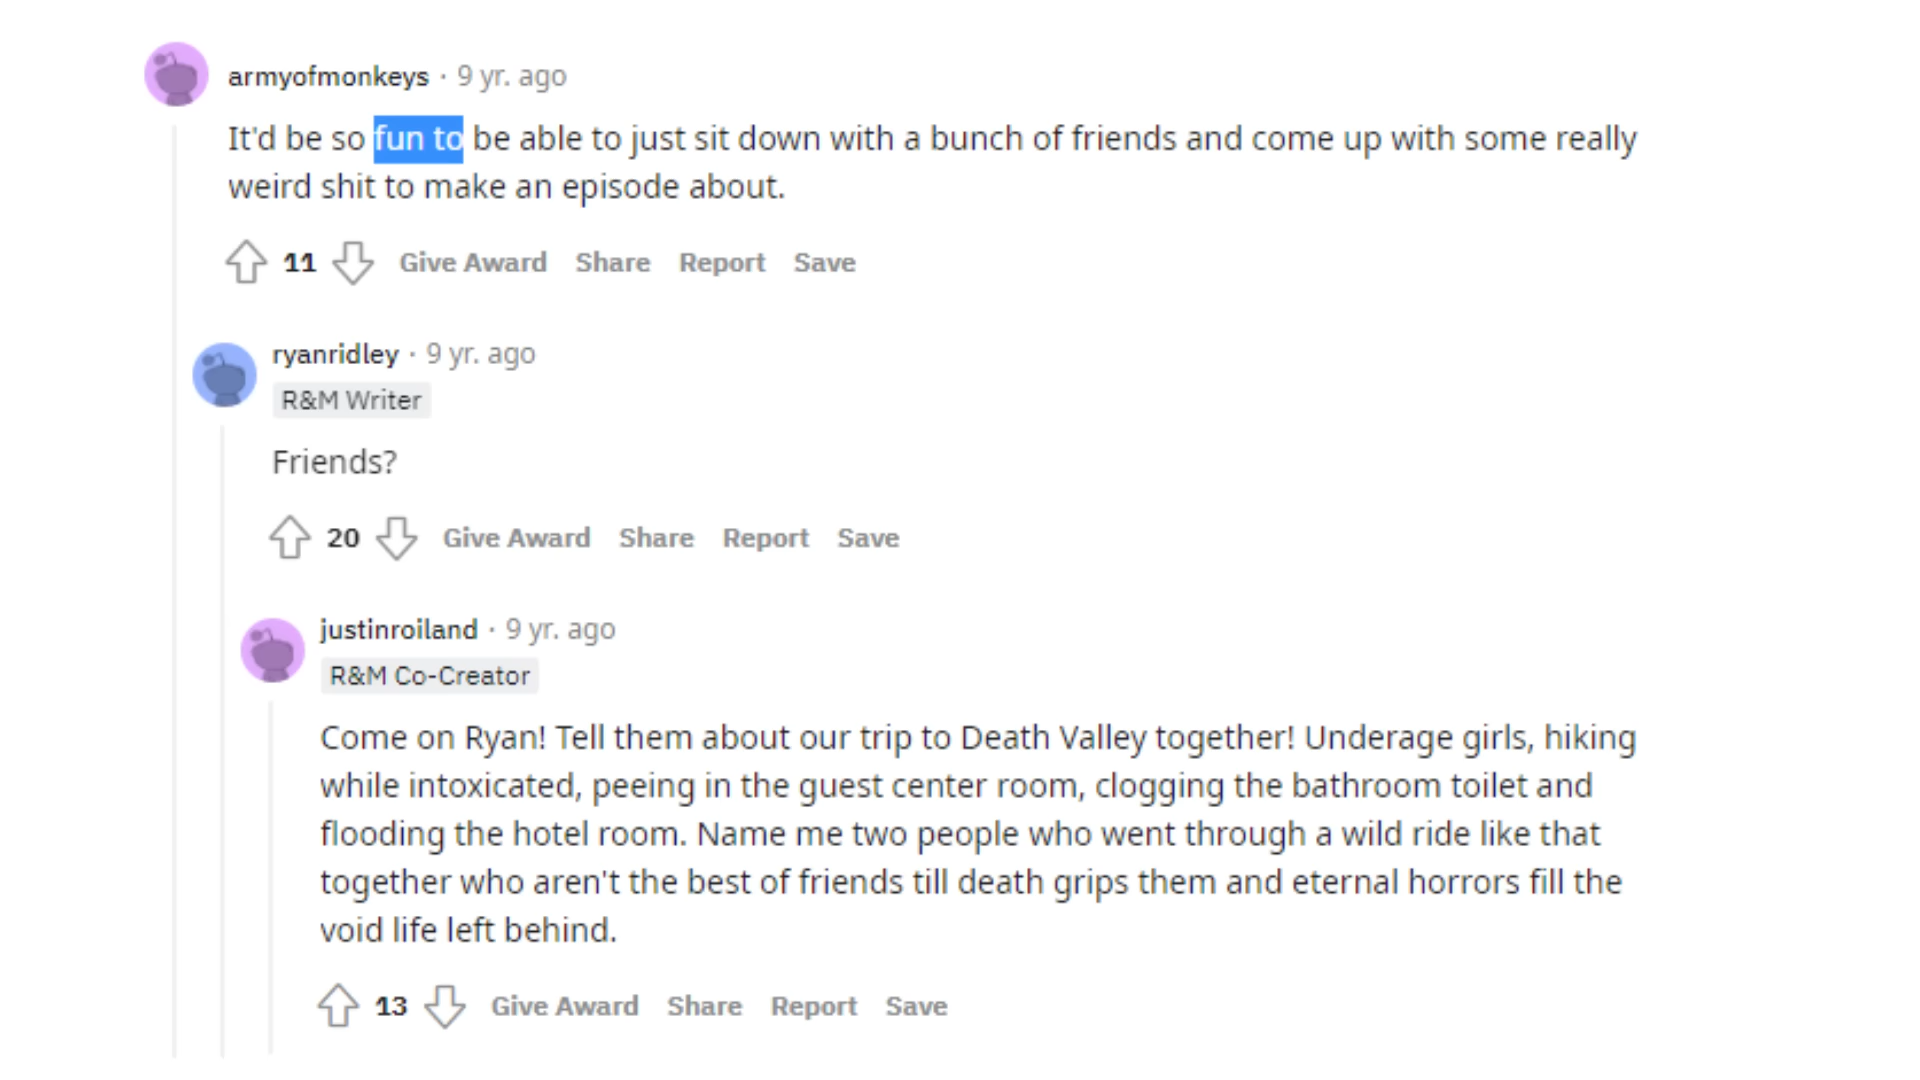 armyofmonkeys · 9 yr. ago
It'd be so fun to be able to just sit down with a bunch of friends and come up with some really
weird shit to make an episode about.
11 Give Award Share Report Save
ryanridley · 9 yr. ago
R&M Writer
Friends?
20 Give Award Share Report Save
justinroiland · 9 yr. ago
R&M Co-Creator
Come on Ryan! Tell them about our trip to Death Valley together! Underage girls, hiking
while intoxicated, peeing in the guest center room, clogging the bathroom toilet and
flooding the hotel room. Name me two people who went through a wild ride like that
together who aren't the best of friends till death grips them and eternal horrors fill the
void life left behind.
13 Give Award Share Report Save